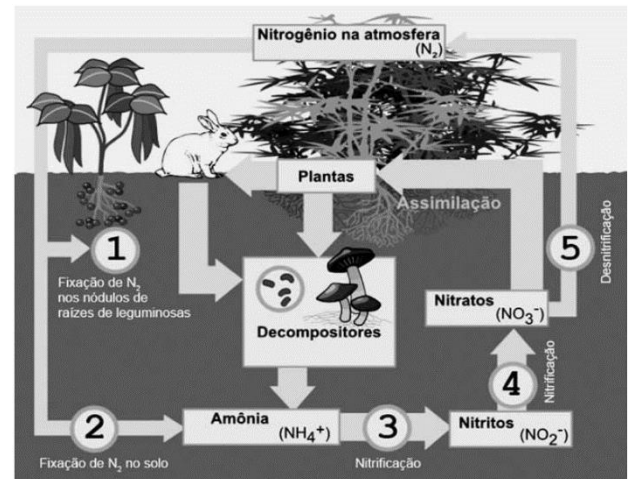 Nitrogênio na atmosfera
(N₂)
Plantas
Assimilação
1
Fixação de N₂
nos nódulos de
raízes de leguminosas
5
Desnitrificação
Decompositores
Nitratos
(NO₃⁻)
4
Nitrificação
2
Fixação de N₂ no solo
Amônia
(NH₄⁺)
3
Nitrificação
Nitritos
(NO₂⁻)